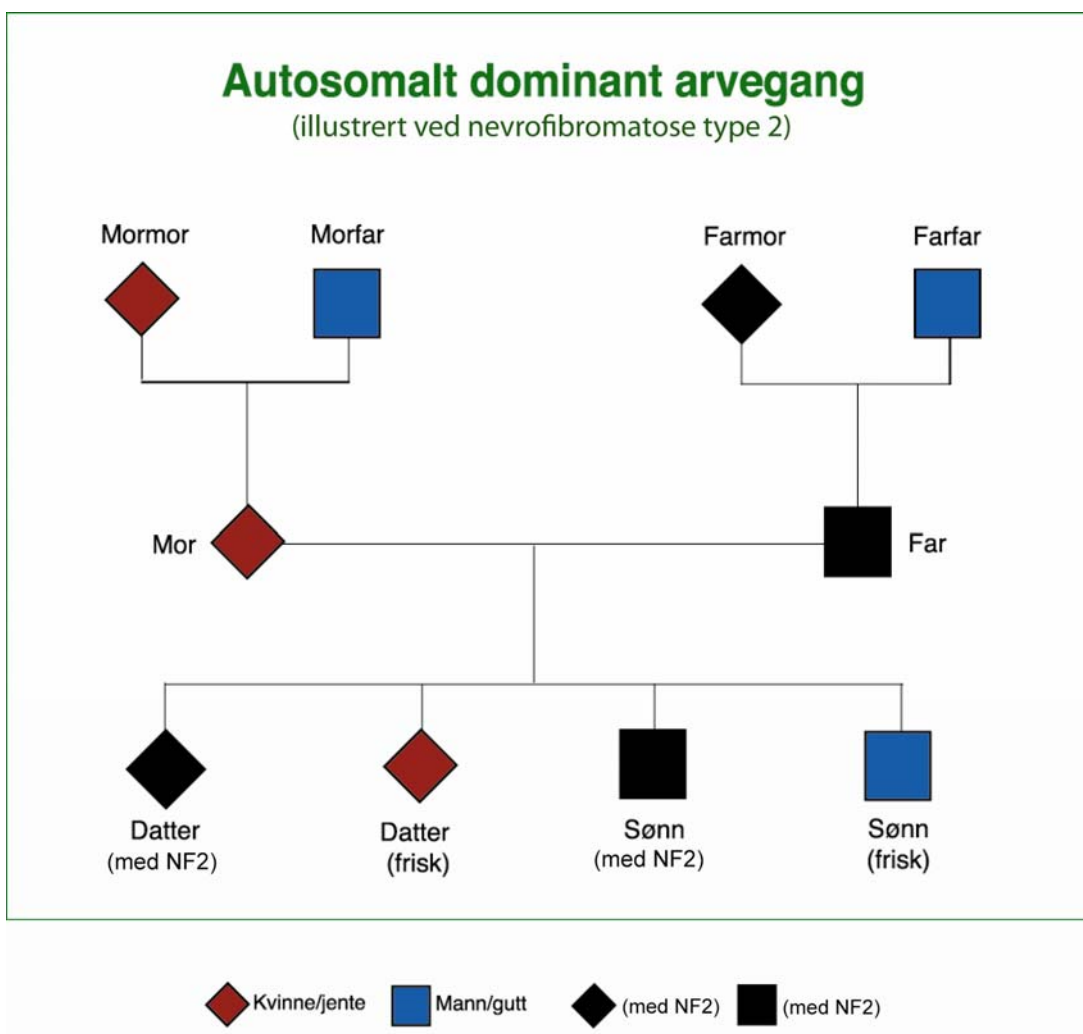 Autosomalt dominant arvegang
(illustrert ved nevrofibromatose type 2)
Mormor
Morfar
Farmor
Farfar
Mor
Far
Datter
(med NF2)
Datter
(frisk)
Sønn
(med NF2)
Sønn
(frisk)
Kvinne/jente
Mann/gutt
(med NF2)
(med NF2)